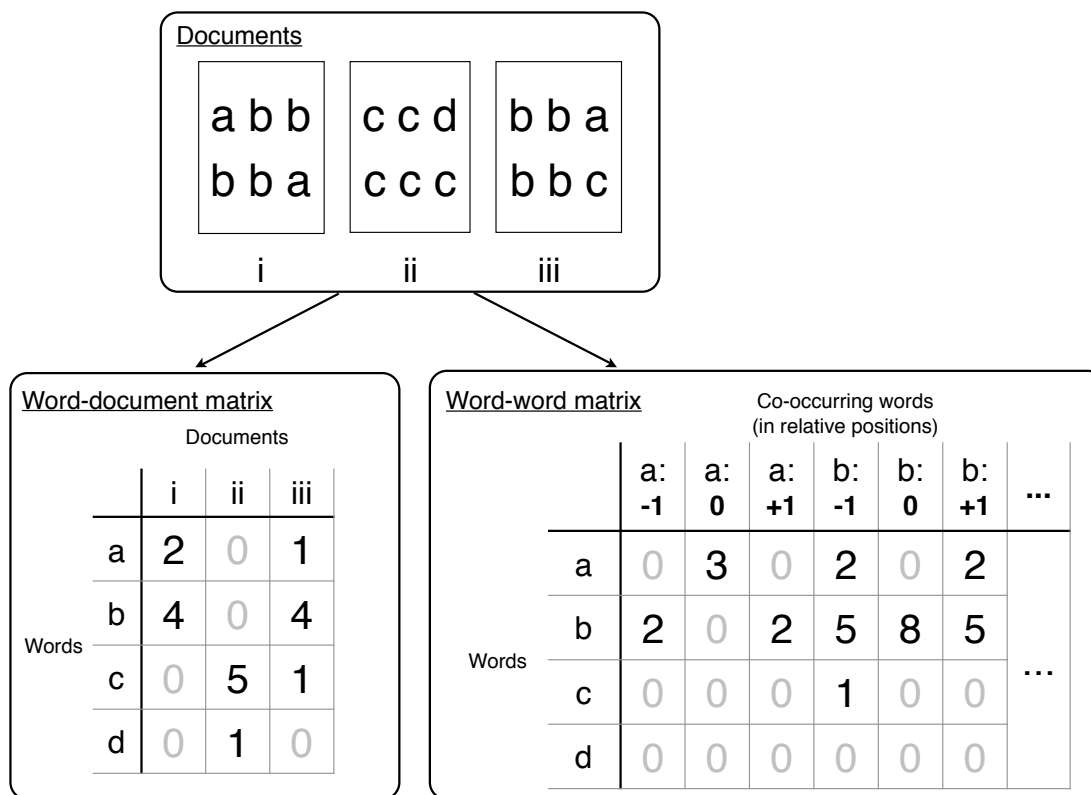 Documents
a b b c c d b b a
b b a c c c b b c
i ii iii
Word-document matrix
Documents
i ii iii
a 2 0 1
b 4 0 4
Words
c 0 5 1
d 0 1 0
Word-word matrix
Co-occurring words
(in relative positions)
a: a: a: b: b: b: ...
-1 0 +1 -1 0 +1
a 0 3 0 2 0 2
b 2 0 2 5 8 5
Words ...
c 0 0 0 1 0 0
d 0 0 0 0 0 0